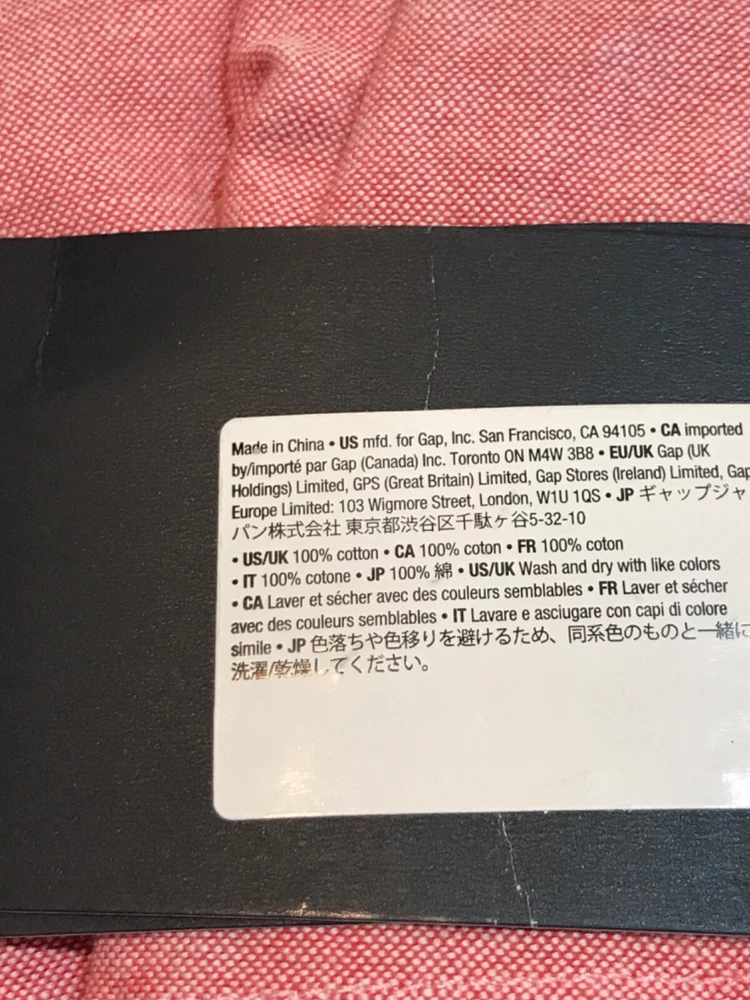 Made in China • US mfd. for Gap, Inc. San Francisco, CA 94105 • CA imported
by/importé par Gap (Canada) Inc. Toronto ON M4W 3B8 • EU/UK Gap (UK
Holdings) Limited, GPS (Great Britain) Limited, Gap Stores (Ireland) Limited, Gap
Europe Limited: 103 Wigmore Street, London, W1U 1QS • JP ギャップジャ
パン株式会社 東京都渋谷区千駄ヶ谷5-32-10
• US/UK 100% cotton • CA 100% coton • FR 100% coton
• IT 100% cotone • JP 100% 綿 • US/UK Wash and dry with like colors
• CA Laver et sécher avec des couleurs semblables • FR Laver et sécher
avec des couleurs semblables • IT Lavare e asciugare con capi di colore
simile • JP 色落ちや色移りを避けるため、同系色のものと一緒に
洗濯/乾燥してください。